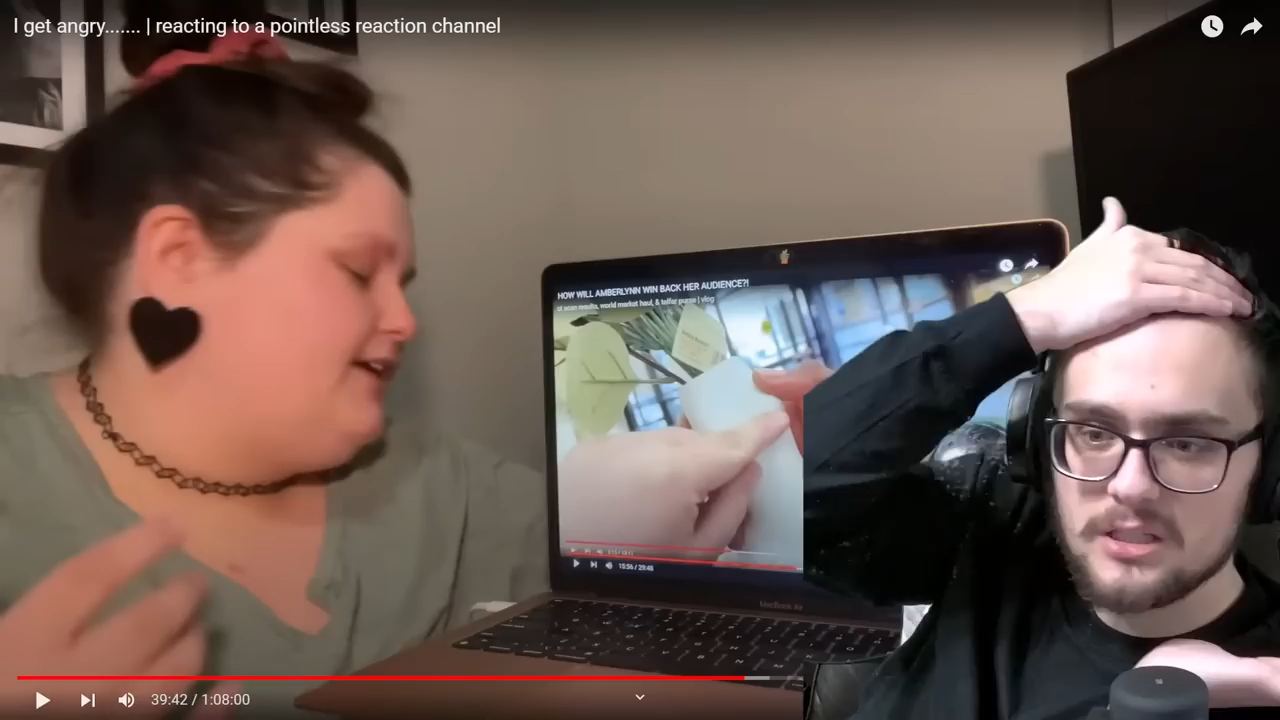 I get angry....... | reacting to a pointless reaction channel
HOW WILL AMBERLYNN WIN BACK HER AUDIENCE?!
ct scan results, world market haul, & telfar purse | vlog
15:56 / 29:48
MacBook Air
39:42 / 1:08:00